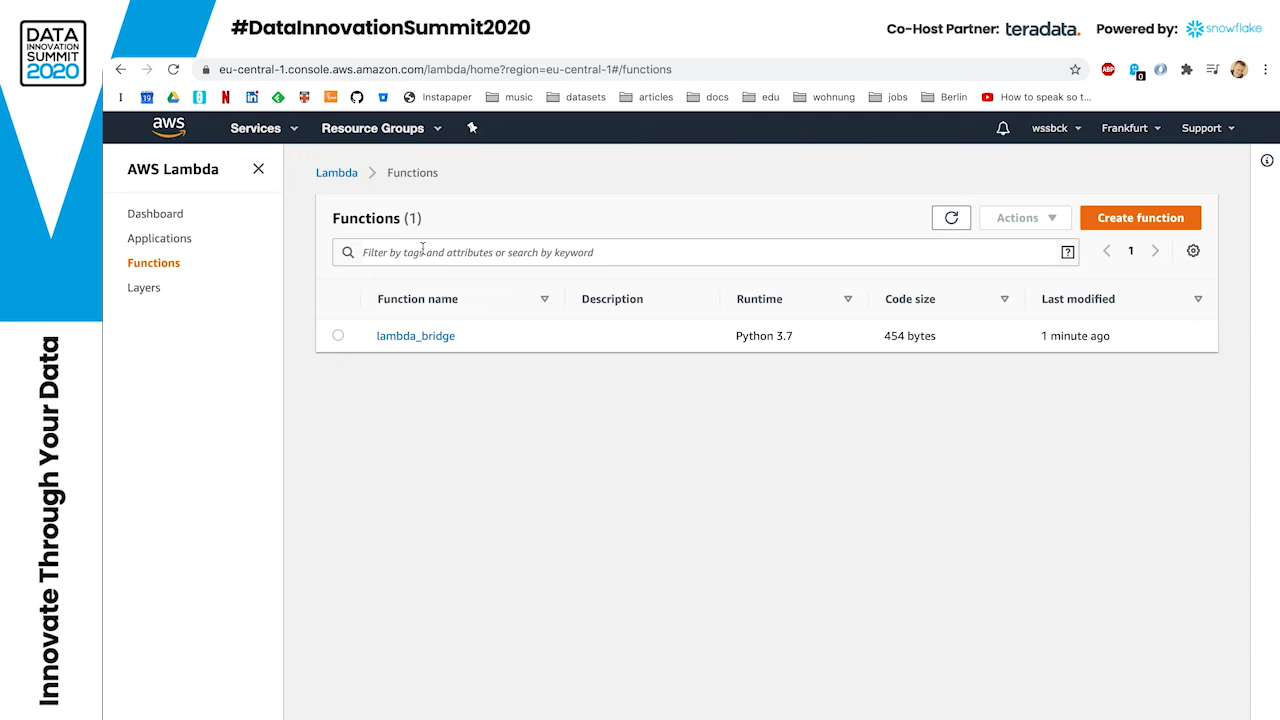 DATA
INNOVATION
SUMMIT
2020
#DataInnovationSummit2020
Co-Host Partner: teradata. Powered by: snowflake
eu-central-1.console.aws.amazon.com/lambda/home?region=eu-central-1#/functions
ABP 0
19 N Instapaper music datasets articles docs edu wohnung jobs Berlin How to speak so t...
aws Services Resource Groups wssbck Frankfurt Support
AWS Lambda
Dashboard
Applications
Functions
Layers
Lambda Functions
Functions (1) Actions Create function
Filter by tags and attributes or search by keyword ? 1
Function name Description Runtime Code size Last modified
lambda_bridge Python 3.7 454 bytes 1 minute ago
Innovate Through Your Data